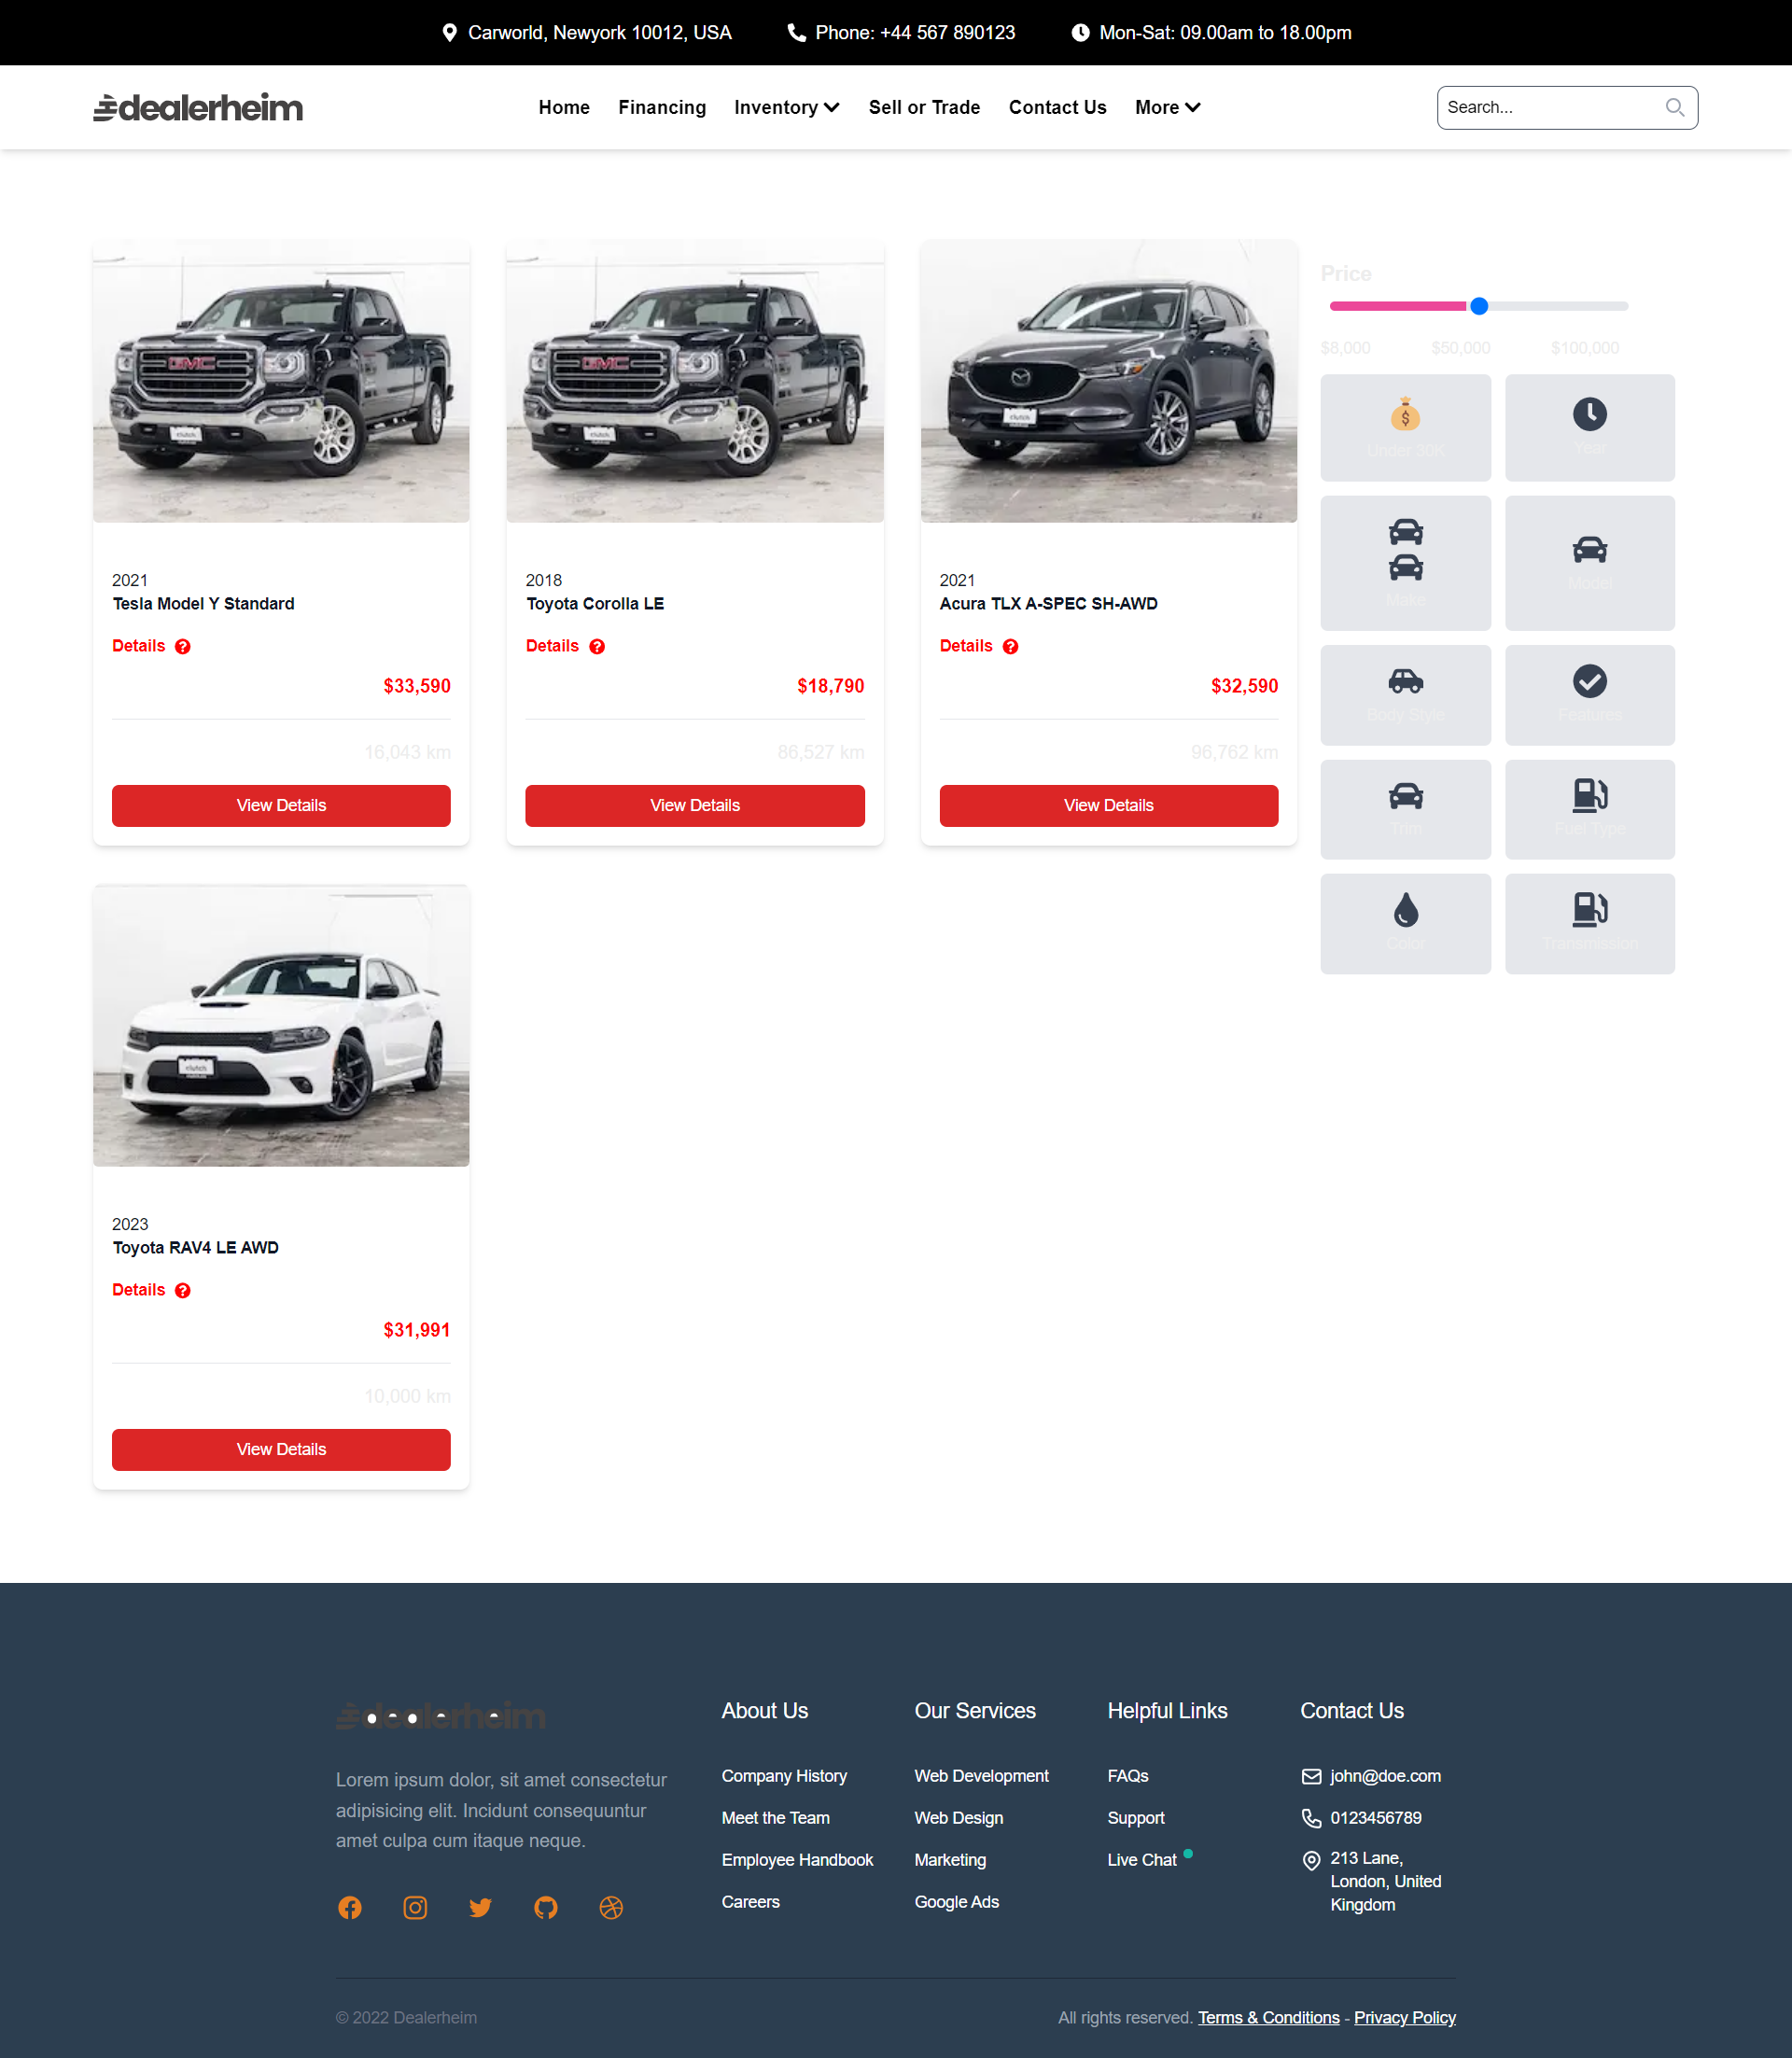 Carworld, Newyork 10012, USA
Phone: +44 567 890123
Mon-Sat: 09.00am to 18.00pm
dealerheim
Home
Financing
Inventory
Sell or Trade
Contact Us
More
Search...
GMC
GMC
clutch
2021
Tesla Model Y Standard
Details
$33,590
16,043 km
View Details
2018
Toyota Corolla LE
Details
$18,790
86,527 km
View Details
2021
Acura TLX A-SPEC SH-AWD
Details
$32,590
96,762 km
View Details
Price
$8,000
$50,000
$100,000
Under 30K
Year
Make
Model
Body Style
Features
Trim
Fuel Type
Color
Transmission
clutch
2023
Toyota RAV4 LE AWD
Details
$31,991
10,000 km
View Details
dealerheim
Lorem ipsum dolor, sit amet consectetur
adipisicing elit. Incidunt consequuntur
amet culpa cum itaque neque.
About Us
Company History
Meet the Team
Employee Handbook
Careers
Our Services
Web Development
Web Design
Marketing
Google Ads
Helpful Links
FAQs
Support
Live Chat
Contact Us
john@doe.com
0123456789
213 Lane,
London, United
Kingdom
© 2022 Dealerheim
All rights reserved. Terms & Conditions - Privacy Policy